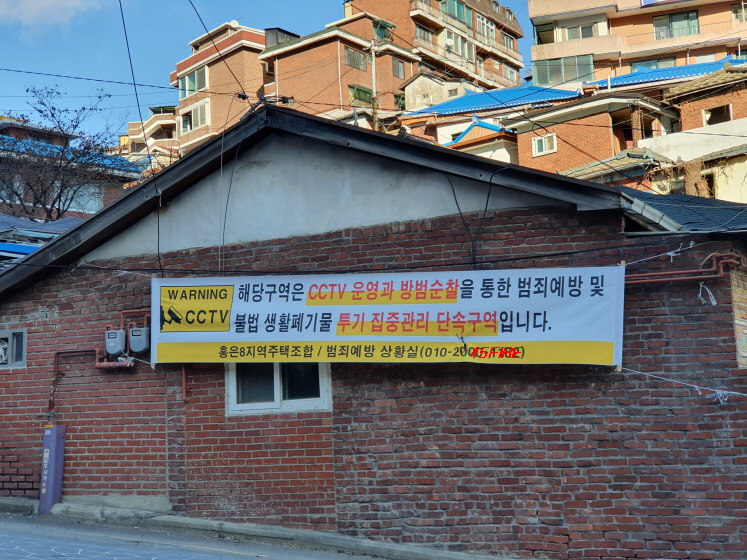 WARNING
CCTV
해당구역은 CCTV 운영과 방범순찰을 통한 범죄예방 및
불법 생활폐기물 투기 집중관리 단속구역입니다.
홍은8지역주택조합 / 범죄예방 상황실(010-20